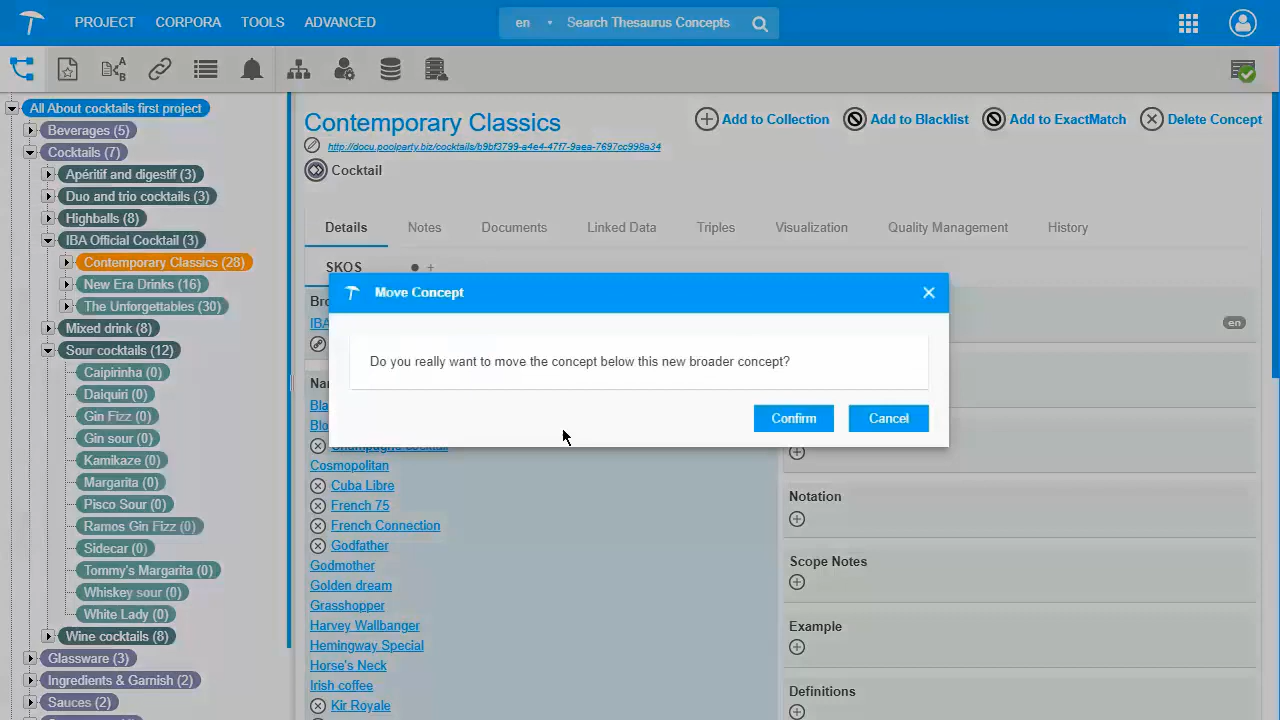 PROJECT CORPORA TOOLS ADVANCED en Search Thesaurus Concepts
All About cocktails first project
Beverages (5)
Cocktails (7)
Apéritif and digestif (3)
Duo and trio cocktails (3)
Highballs (8)
IBA Official Cocktail (3)
Contemporary Classics (28)
New Era Drinks (16)
The Unforgettables (30)
Mixed drink (8)
Sour cocktails (12)
Caipirinha (0)
Daiquiri (0)
Gin Fizz (0)
Gin sour (0)
Kamikaze (0)
Margarita (0)
Pisco Sour (0)
Ramos Gin Fizz (0)
Sidecar (0)
Tommy's Margarita (0)
Whiskey sour (0)
White Lady (0)
Wine cocktails (8)
Glassware (3)
Ingredients & Garnish (2)
Sauces (2)
Contemporary Classics
Add to Collection Add to Blacklist Add to ExactMatch Delete Concept
http://docu.poolparty.biz/cocktails/b9bf3799-a4e4-47f7-9aea-7697cc998a34
Cocktail
Details Notes Documents Linked Data Triples Visualization Quality Management History
SKOS +
Bro
IBA
en
Move Concept
Do you really want to move the concept below this new broader concept?
Confirm Cancel
Na
Bla
Blo
Champagne cocktail
Cosmopolitan
Cuba Libre
French 75
French Connection
Godfather
Godmother
Golden dream
Grasshopper
Harvey Wallbanger
Hemingway Special
Horse's Neck
Irish coffee
Kir Royale
Notation
Scope Notes
Example
Definitions